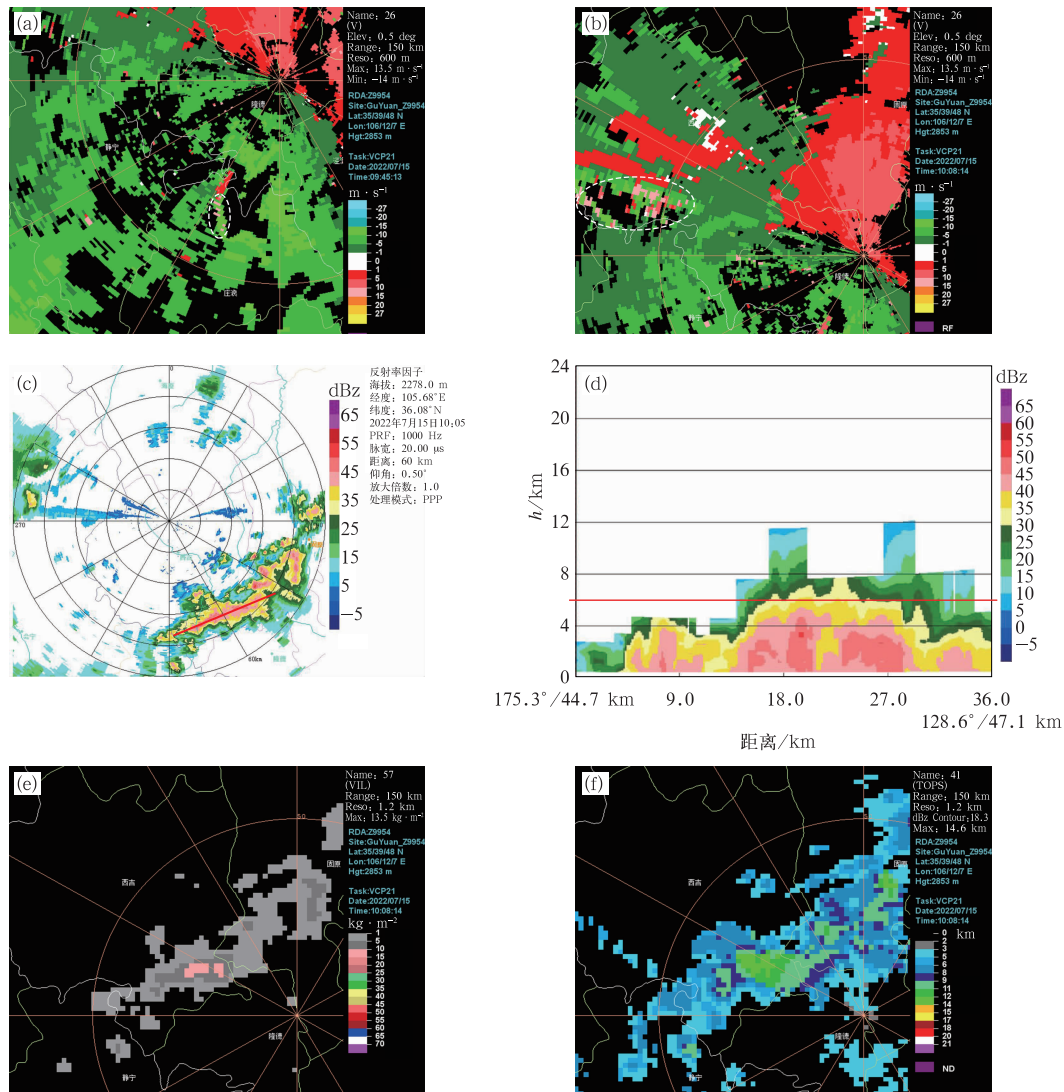 (a)
Name: 26
(V)
Elev: 0.5 deg
Range: 150 km
Reso: 600 m
Max: 13.5 m·s⁻¹
Min: −14 m·s⁻¹
RDA:Z9954
Site:GuYuan_Z9954
Lat:35/39/48 N
Lon:106/12/7 E
Hgt:2853 m
Task:VCP21
Date:2022/07/15
Time:09:45:13
m·s⁻¹
-27
-20
-15
-10
-5
-1
0
1
5
10
15
20
27
隆德
静宁
庄浪
(b)
Name: 26
(V)
Elev: 0.5 deg
Range: 150 km
Reso: 600 m
Max: 13.5 m·s⁻¹
Min: −14 m·s⁻¹
RDA:Z9954
Site:GuYuan_Z9954
Lat:35/39/48 N
Lon:106/12/7 E
Hgt:2853 m
Task:VCP21
Date:2022/07/15
Time:10:08:14
m·s⁻¹
-27
-20
-15
-10
-5
-1
0
1
5
10
15
20
27
RF
固原
隆德
静宁
(c)
0
270
60km
dBz
65
55
45
35
25
15
5
−5
反射率因子
海拔: 2278.0 m
经度: 105.68°E
纬度: 36.08°N
2022年7月15日10:05
PRF: 1000 Hz
脉宽: 20.00 μs
距离: 60 km
仰角: 0.50°
放大倍数: 1.0
处理模式: PPP
(d)
h/km
24
20
16
12
8
4
0
175.3°/44.7 km
9.0
18.0
27.0
36.0
128.6°/47.1 km
距离/km
dBz
65
60
55
50
45
40
35
30
25
20
15
10
5
0
−5
(e)
Name: 57
(VIL)
Range: 150 km
Reso: 1.2 km
Max: 13.5 kg·m⁻²
RDA:Z9954
Site:GuYuan_Z9954
Lat:35/39/48 N
Lon:106/12/7 E
Hgt:2853 m
Task:VCP21
Date:2022/07/15
Time:10:08:14
kg·m⁻²
1
5
10
15
20
25
30
35
40
45
50
55
60
65
70
50
固原
西吉
隆德
静宁
(f)
Name: 41
(TOPS)
Range: 150 km
Reso: 1.2 km
dBz Contour:18.3
Max: 14.6 km
RDA:Z9954
Site:GuYuan_Z9954
Lat:35/39/48 N
Lon:106/12/7 E
Hgt:2853 m
Task:VCP21
Date:2022/07/15
Time:10:08:14
km
0
2
3
5
6
8
9
11
12
14
15
17
18
20
21
ND
固原
西吉
隆德
静宁